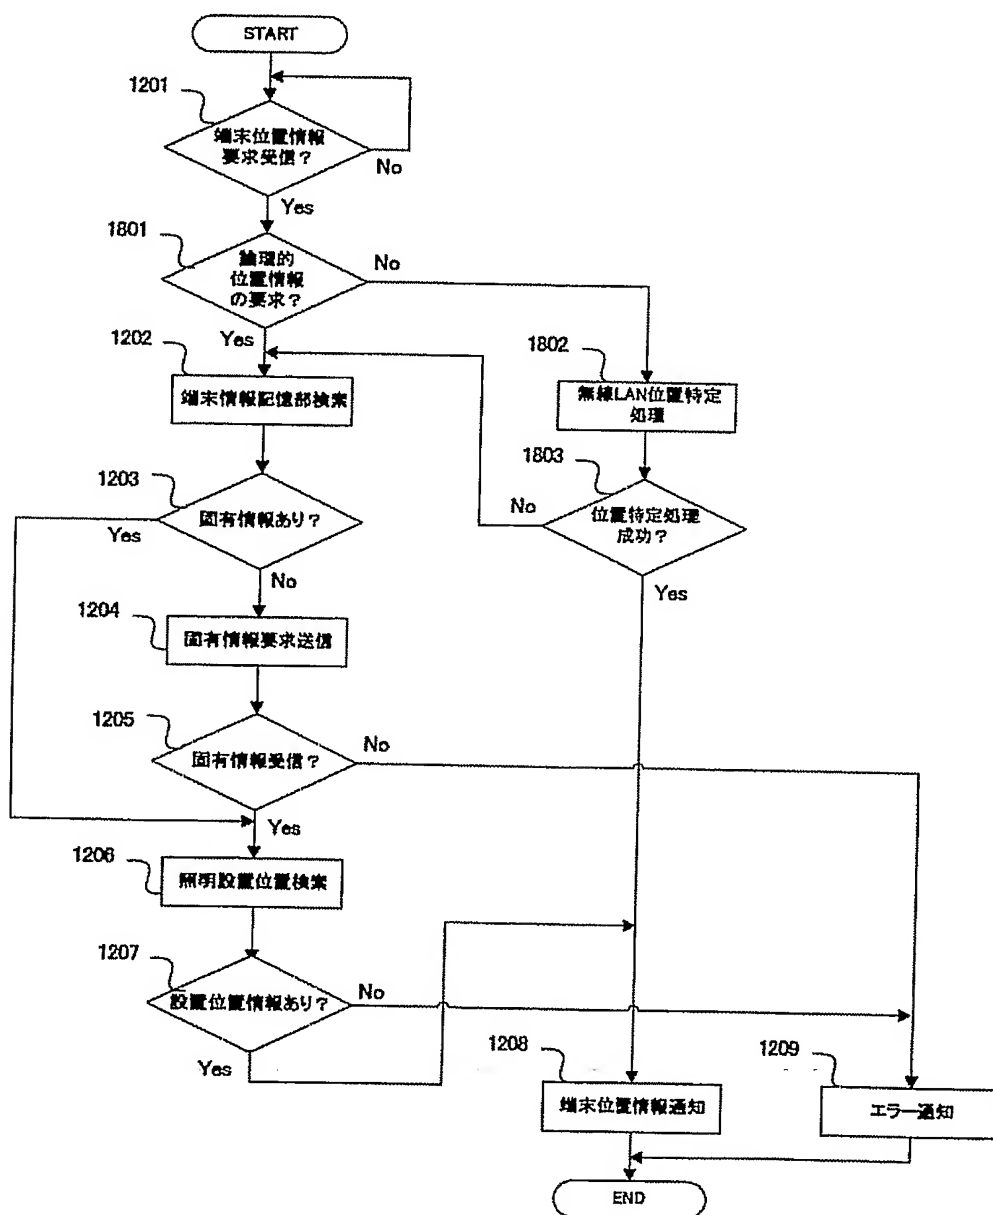 START
1201
端末位置情報
要求受信？
No
Yes
1801
論理的
位置情報
の要求？
No
Yes
1202
端末情報記憶部検索
1802
無線LAN位置特定
処理
1203
固有情報あり？
Yes
No
1803
位置特定処理
成功？
No
Yes
1204
固有情報要求送信
1205
固有情報受信？
No
Yes
1206
照明設置位置検索
1207
設置位置情報あり？
No
Yes
1208
端末位置情報通知
1209
エラー通知
END